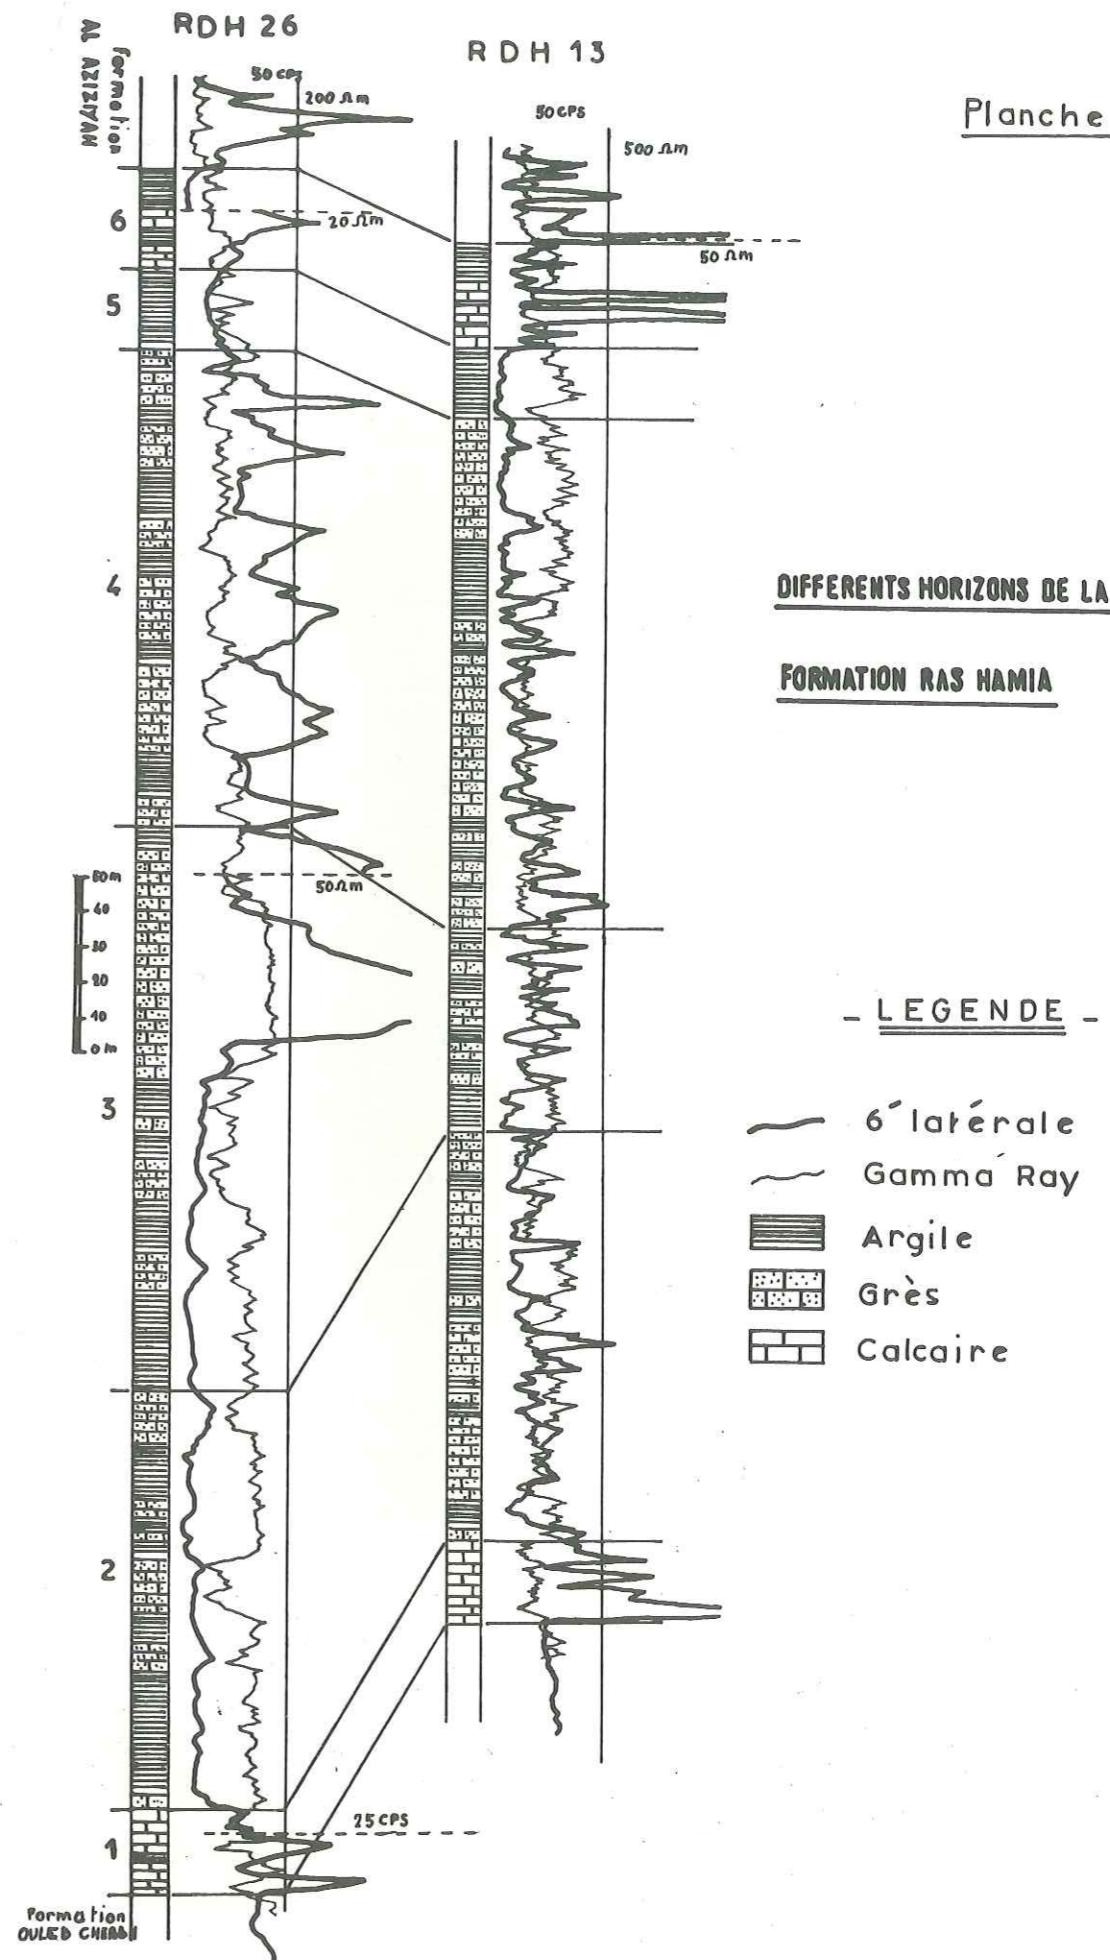 RDH 26
RDH 13
Formation
AL AZIZIYAH
50 cps
200 Ωm
50 CPS
500 Ωm
Planche
6
20 Ωm
50 Ωm
5
4
DIFFERENTS HORIZONS DE LA
FORMATION RAS HAMIA
50 m
40
30
20
10
0 m
50 Ωm
3
_ LEGENDE _
6' latérale
Gamma Ray
Argile
Grès
Calcaire
2
25 CPS
1
Formation
OULED